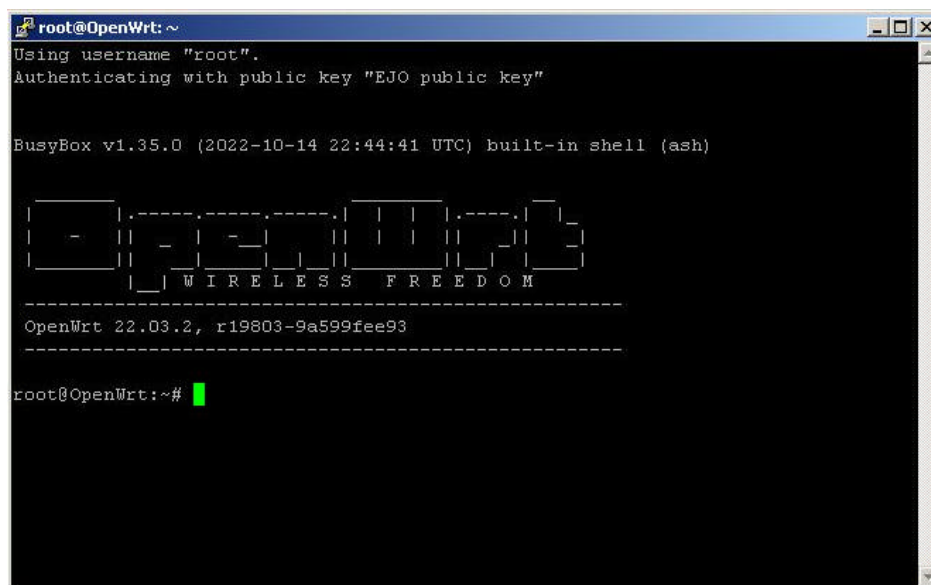 root@OpenWrt: ~
Using username "root".
Authenticating with public key "EJO public key"
BusyBox v1.35.0 (2022-10-14 22:44:41 UTC) built-in shell (ash)
OpenWrt
W I R E L E S S   F R E E D O M
OpenWrt 22.03.2, r19803-9a599fee93
root@OpenWrt:~#